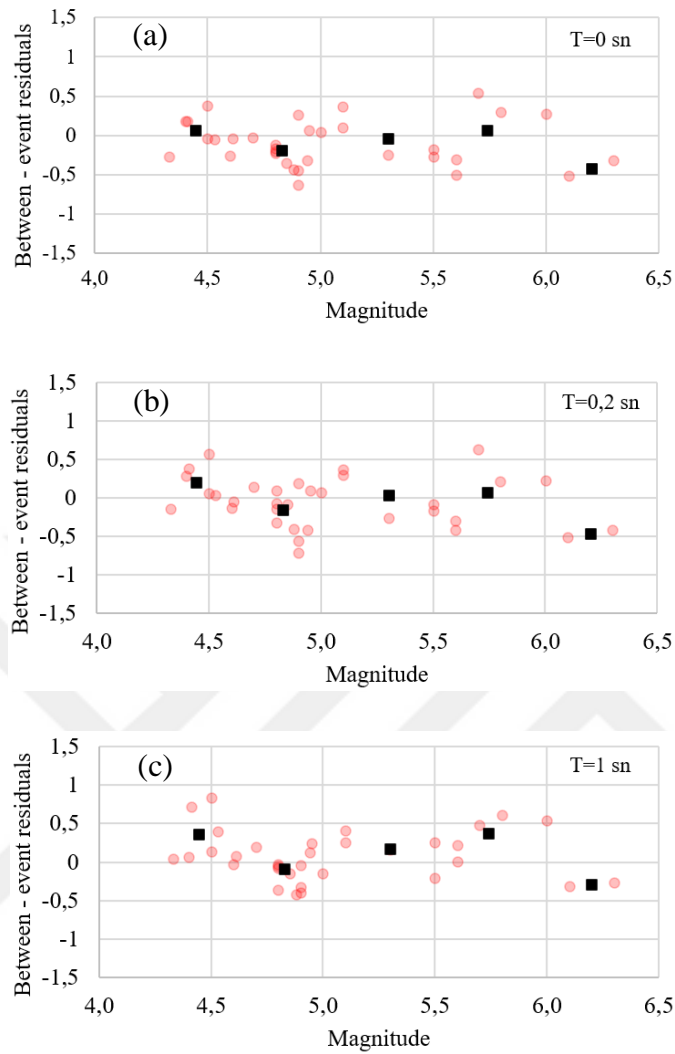 (a)
T=0 sn
Between - event residuals
1,5
1
0,5
0
-0,5
-1
-1,5
4,0 4,5 5,0 5,5 6,0 6,5
Magnitude
(b)
T=0,2 sn
Between - event residuals
1,5
1
0,5
0
-0,5
-1
-1,5
4,0 4,5 5,0 5,5 6,0 6,5
Magnitude
(c)
T=1 sn
Between - event residuals
1,5
1
0,5
0
-0,5
-1
-1,5
4,0 4,5 5,0 5,5 6,0 6,5
Magnitude